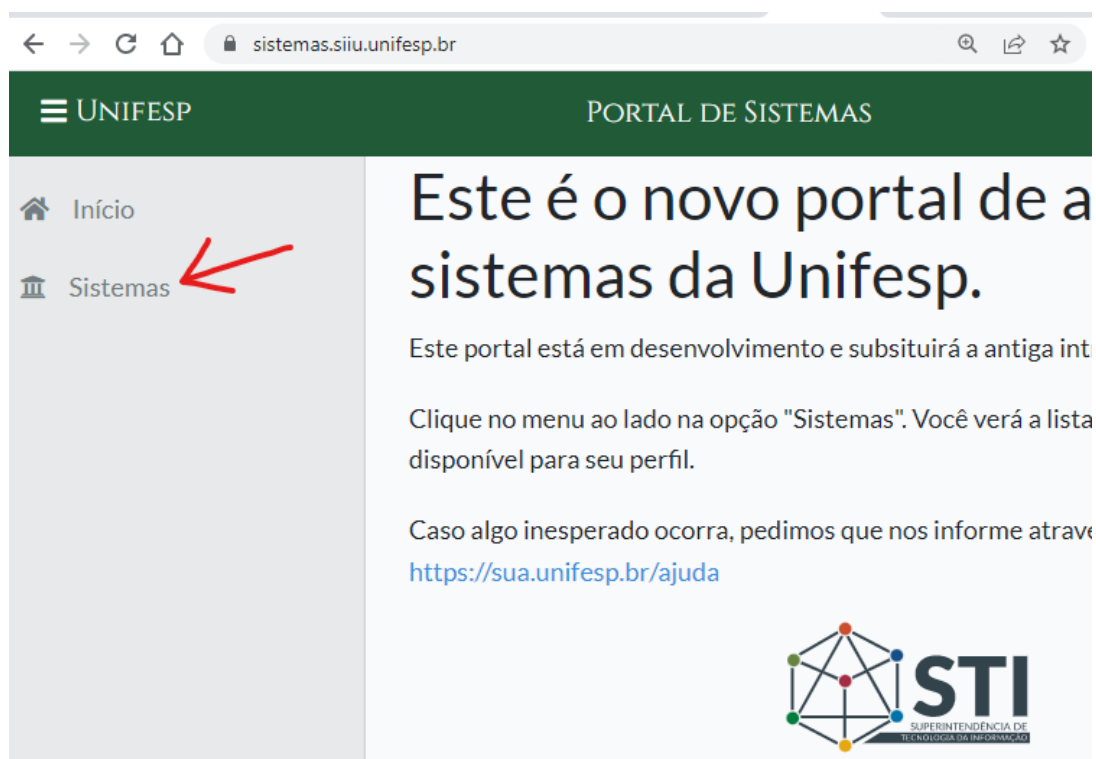 sistemas.siiu.unifesp.br
UNIFESP
PORTAL DE SISTEMAS
Início
Sistemas
Este é o novo portal de a
sistemas da Unifesp.
Este portal está em desenvolvimento e subsituirá a antiga int
Clique no menu ao lado na opção "Sistemas". Você verá a lista
disponível para seu perfil.
Caso algo inesperado ocorra, pedimos que nos informe atrave
https://sua.unifesp.br/ajuda
STI
SUPERINTENDÊNCIA DE
TECNOLOGIA DA INFORMAÇÃO